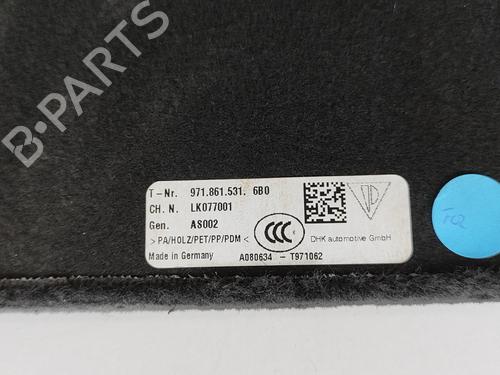 B-PARTS
T-Nr. 971.861.531. 6B0
CH. N. LK077001
Gen. AS002
>PA/HOLZ/PET/PP/PDM<
CCC
DHK automotive GmbH
Made in Germany A080634 - T971062